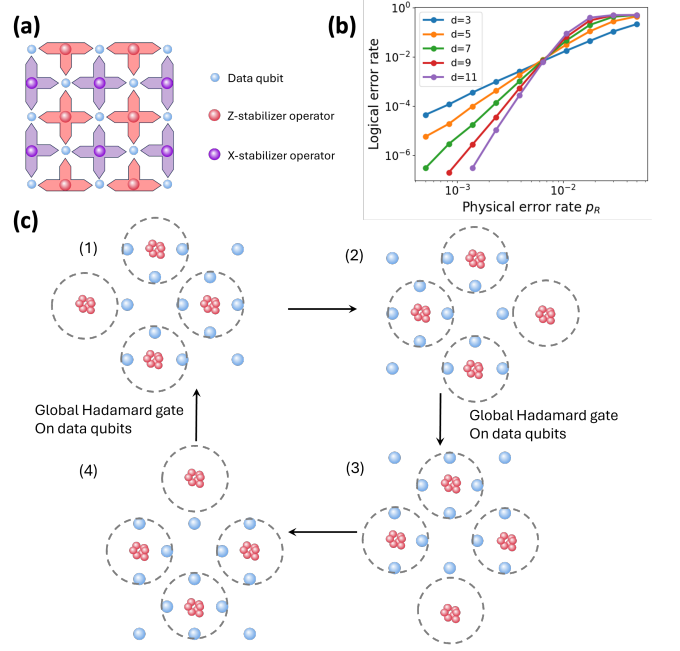 (a)
Data qubit
Z-stabilizer operator
X-stabilizer operator
(b)
Logical error rate
10⁰
10⁻²
10⁻⁴
10⁻⁶
d=3
d=5
d=7
d=9
d=11
10⁻³
10⁻²
Physical error rate p_R
(c)
(1)
(2)
Global Hadamard gate
On data qubits
Global Hadamard gate
On data qubits
(4)
(3)